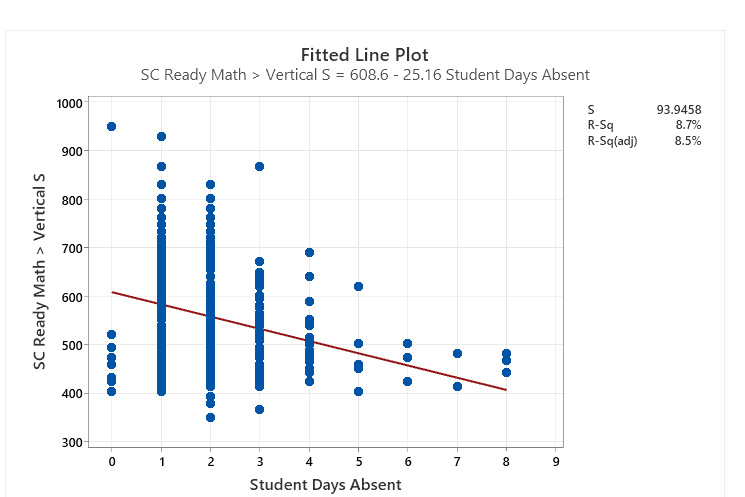 Fitted Line Plot
SC Ready Math > Vertical S = 608.6 - 25.16 Student Days Absent
S 93.9458
R-Sq 8.7%
R-Sq(adj) 8.5%
SC Ready Math > Vertical S
1000
900
800
700
600
500
400
300
0 1 2 3 4 5 6 7 8 9
Student Days Absent